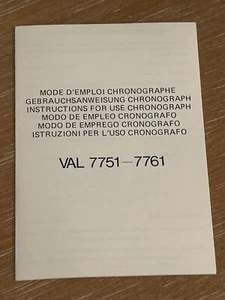 MODE D'EMPLOI CHRONOGRAPHE
GEBRAUCHSANWEISUNG CHRONOGRAPH
INSTRUCTIONS FOR USE CHRONOGRAPH
MODO DE EMPLEO CRONOGRAFO
MODO DE EMPREGO CRONOGRAFO
ISTRUZIONI PER L'USO CRONOGRAFO
VAL 7751—7761